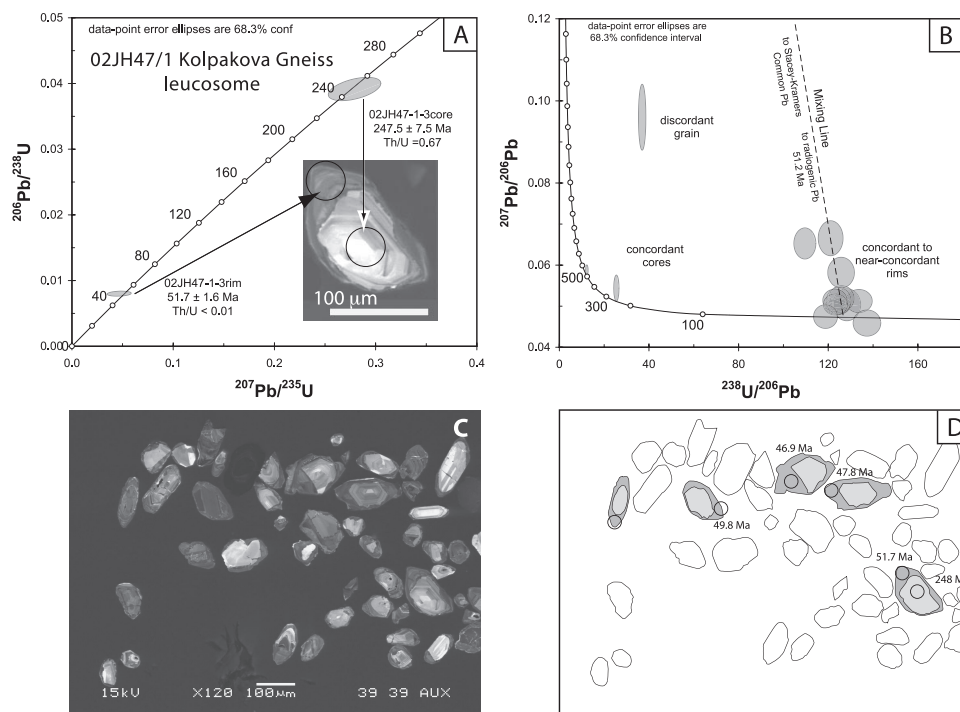 A
data-point error ellipses are 68.3% conf
02JH47/1 Kolpakova Gneiss
leucosome
02JH47-1-3core
247.5 ± 7.5 Ma
Th/U =0.67
02JH47-1-3rim
51.7 ± 1.6 Ma
Th/U < 0.01
100 µm
280
240
200
160
120
80
40
0
0.05
0.04
0.03
0.02
0.01
0.00
0.0
0.1
0.2
0.3
0.4
206Pb/238U
207Pb/235U
B
data-point error ellipses are
68.3% confidence interval
discordant
grain
concordant
cores
concordant to
near-concordant
rims
Mixing Line
to Stacey-Kramers
Common Pb
to radiogenic Pb
51.2 Ma
500
300
100
0.12
0.10
0.08
0.06
0.04
0
40
80
120
160
207Pb/206Pb
238U/206Pb
C
15kV X120 100µm 39 39 AUX
D
46.9 Ma
47.8 Ma
49.8 Ma
51.7 Ma
248 M